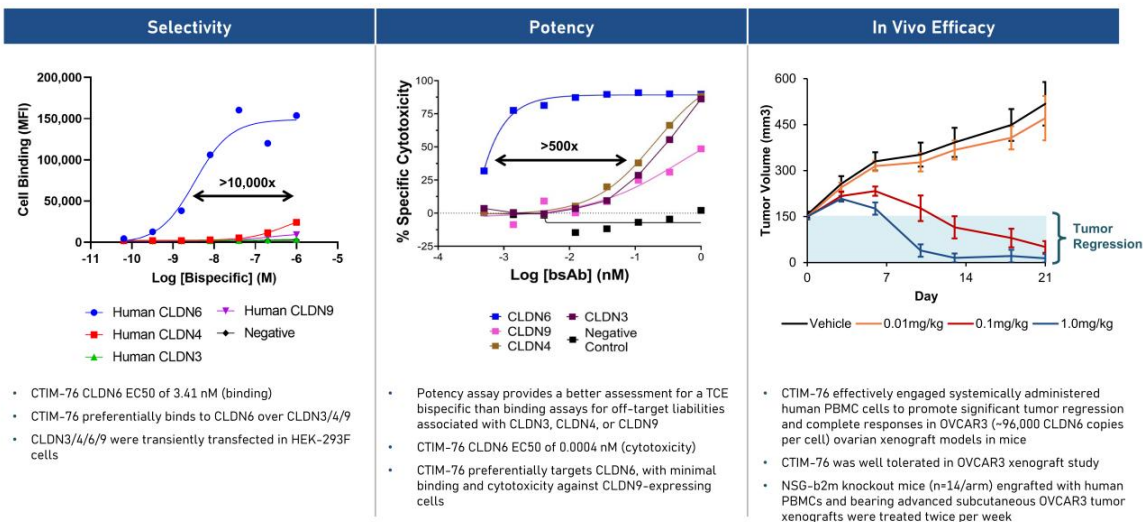 Selectivity
Potency
In Vivo Efficacy
200,000
150,000
100,000
50,000
0
Cell Binding (MFI)
>10,000x
-11 -10 -9 -8 -7 -6 -5
Log [Bispecific] (M)
Human CLDN6
Human CLDN9
Human CLDN4
Negative
Human CLDN3
100
75
50
25
0
-25
% Specific Cytotoxicity
>500x
-4 -3 -2 -1 0
Log [bsAb] (nM)
CLDN6
CLDN3
CLDN9
Negative
Control
CLDN4
600
450
300
150
0
Tumor Volume (mm3)
Tumor
Regression
0 7 14 21
Day
Vehicle 0.01mg/kg 0.1mg/kg 1.0mg/kg
• CTIM-76 CLDN6 EC50 of 3.41 nM (binding)
• CTIM-76 preferentially binds to CLDN6 over CLDN3/4/9
• CLDN3/4/6/9 were transiently transfected in HEK-293F
cells
• Potency assay provides a better assessment for a TCE
bispecific than binding assays for off-target liabilities
associated with CLDN3, CLDN4, or CLDN9
• CTIM-76 CLDN6 EC50 of 0.0004 nM (cytotoxicity)
• CTIM-76 preferentially targets CLDN6, with minimal
binding and cytotoxicity against CLDN9-expressing
cells
• CTIM-76 effectively engaged systemically administered
human PBMC cells to promote significant tumor regression
and complete responses in OVCAR3 (~96,000 CLDN6 copies
per cell) ovarian xenograft models in mice
• CTIM-76 was well tolerated in OVCAR3 xenograft study
• NSG-b2m knockout mice (n=14/arm) engrafted with human
PBMCs and bearing advanced subcutaneous OVCAR3 tumor
xenografts were treated twice per week